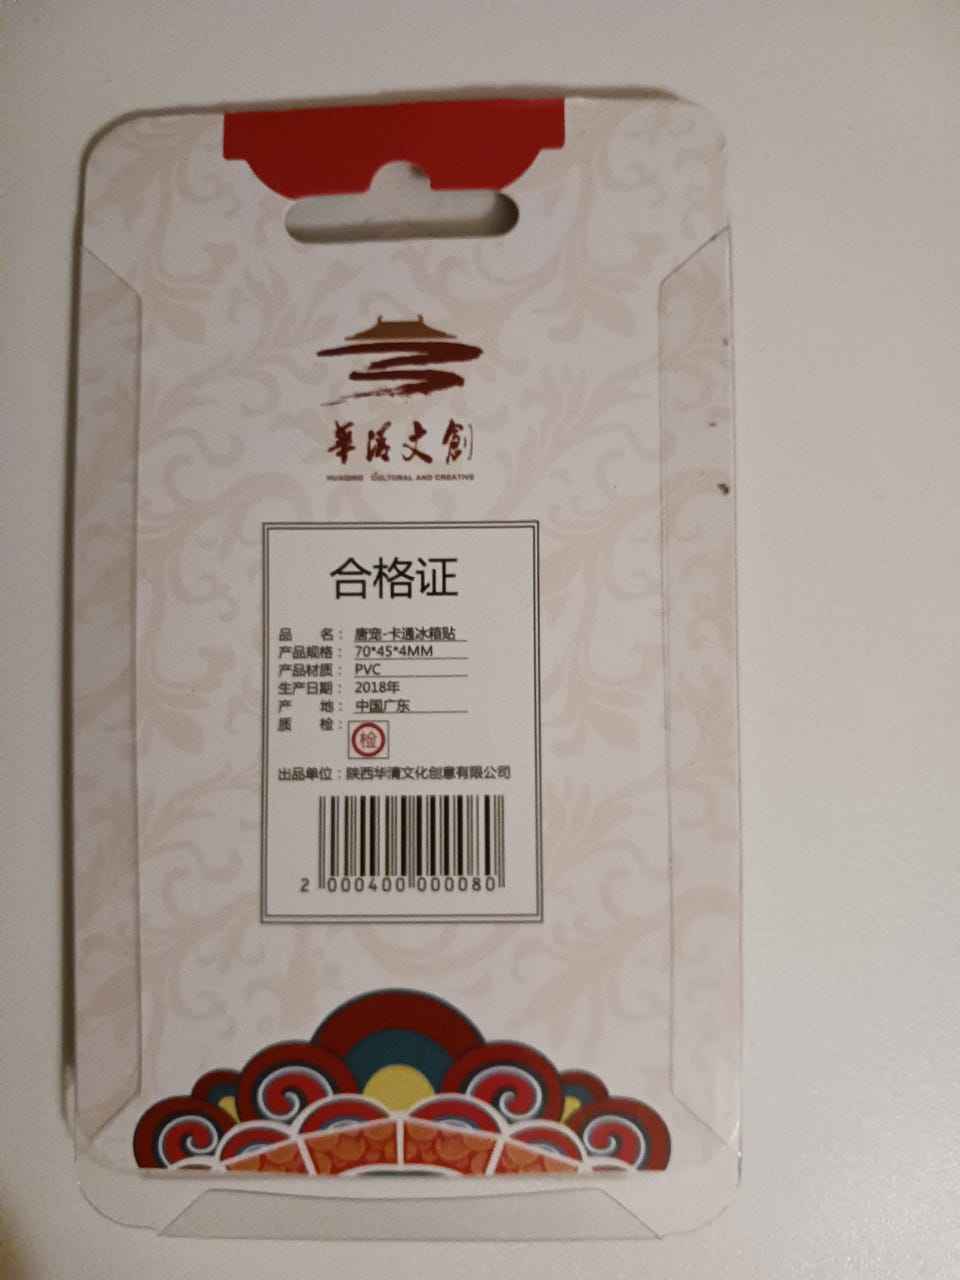 華清文創
HUAQING CULTURAL AND CREATIVE
合格证
品 名： 唐宠-卡通冰箱贴
产品规格： 70*45*4MM
产品材质： PVC
生产日期： 2018年
产 地： 中国广东
质 检： 检
出品单位：陕西华清文化创意有限公司
2 000400 000080